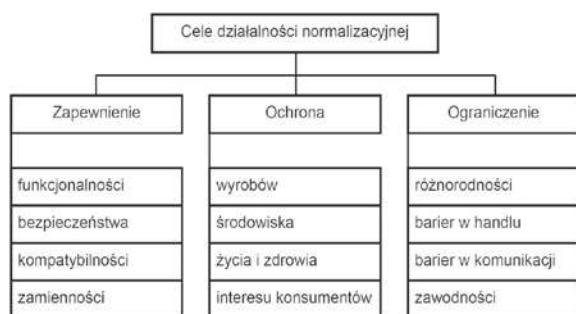 Cele działalności normalizacyjnej
Zapewnienie
funkcjonalności
bezpieczeństwa
kompatybilności
zamienności
Ochrona
wyrobów
środowiska
życia i zdrowia
interesu konsumentów
Ograniczenie
różnorodności
barier w handlu
barier w komunikacji
zawodności